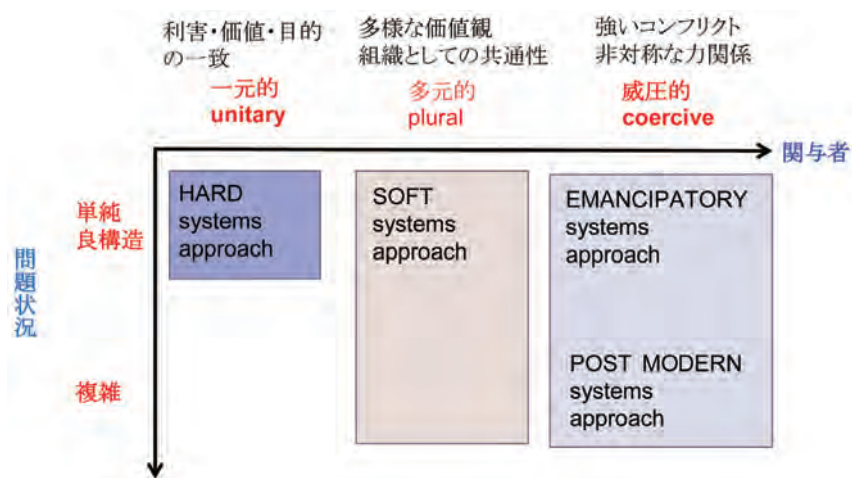 利害・価値・目的
の一致
一元的
unitary
多様な価値観
組織としての共通性
多元的
plural
強いコンフリクト
非対称な力関係
威圧的
coercive
関与者
問題状況
単純
良構造
複雑
HARD
systems
approach
SOFT
systems
approach
EMANCIPATORY
systems
approach
POST MODERN
systems
approach